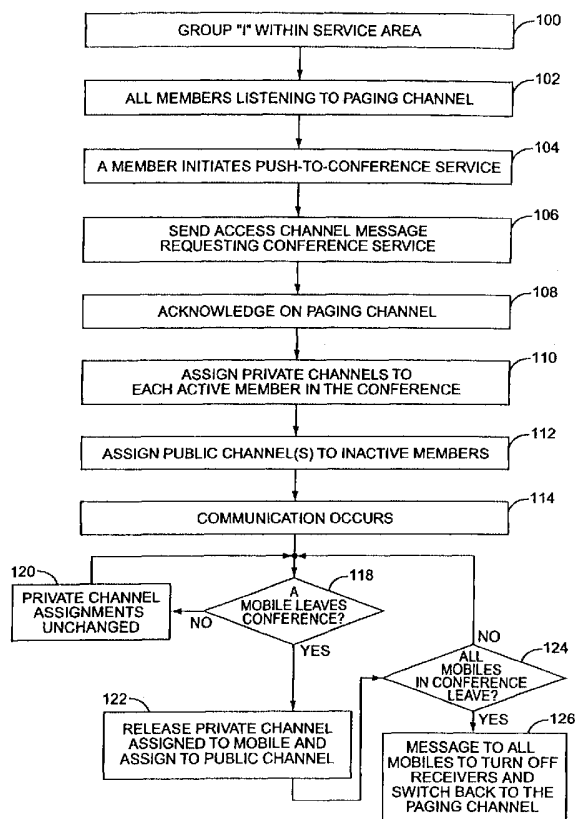 GROUP "I" WITHIN SERVICE AREA
100
ALL MEMBERS LISTENING TO PAGING CHANNEL
102
A MEMBER INITIATES PUSH-TO-CONFERENCE SERVICE
104
SEND ACCESS CHANNEL MESSAGE
REQUESTING CONFERENCE SERVICE
106
ACKNOWLEDGE ON PAGING CHANNEL
108
ASSIGN PRIVATE CHANNELS TO
EACH ACTIVE MEMBER IN THE CONFERENCE
110
ASSIGN PUBLIC CHANNEL(S) TO INACTIVE MEMBERS
112
COMMUNICATION OCCURS
114
A
MOBILE LEAVES
CONFERENCE?
118
NO
YES
120
PRIVATE CHANNEL
ASSIGNMENTS
UNCHANGED
122
RELEASE PRIVATE CHANNEL
ASSIGNED TO MOBILE AND
ASSIGN TO PUBLIC CHANNEL
NO
124
ALL
MOBILES
IN CONFERENCE
LEAVE?
YES
126
MESSAGE TO ALL
MOBILES TO TURN OFF
RECEIVERS AND
SWITCH BACK TO THE
PAGING CHANNEL